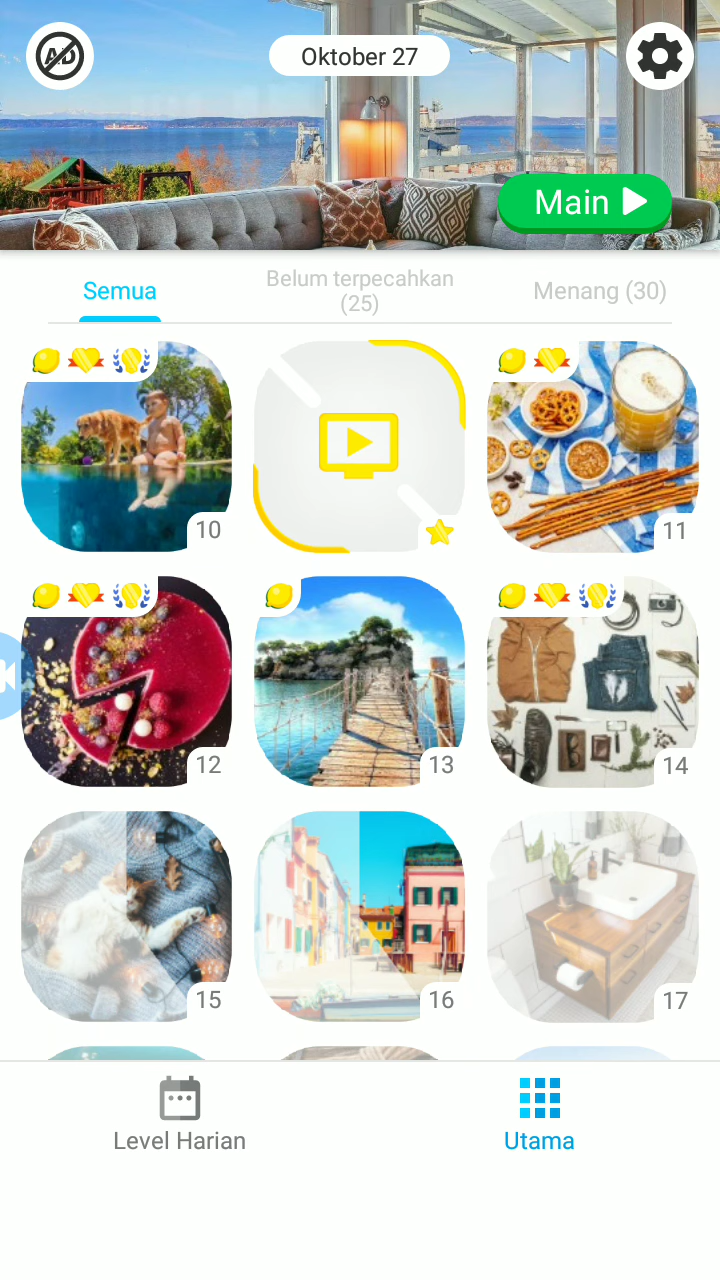 AD
Oktober 27
Main
Semua
Belum terpecahkan
(25)
Menang (30)
10
11
12
13
14
15
16
17
Level Harian
Utama